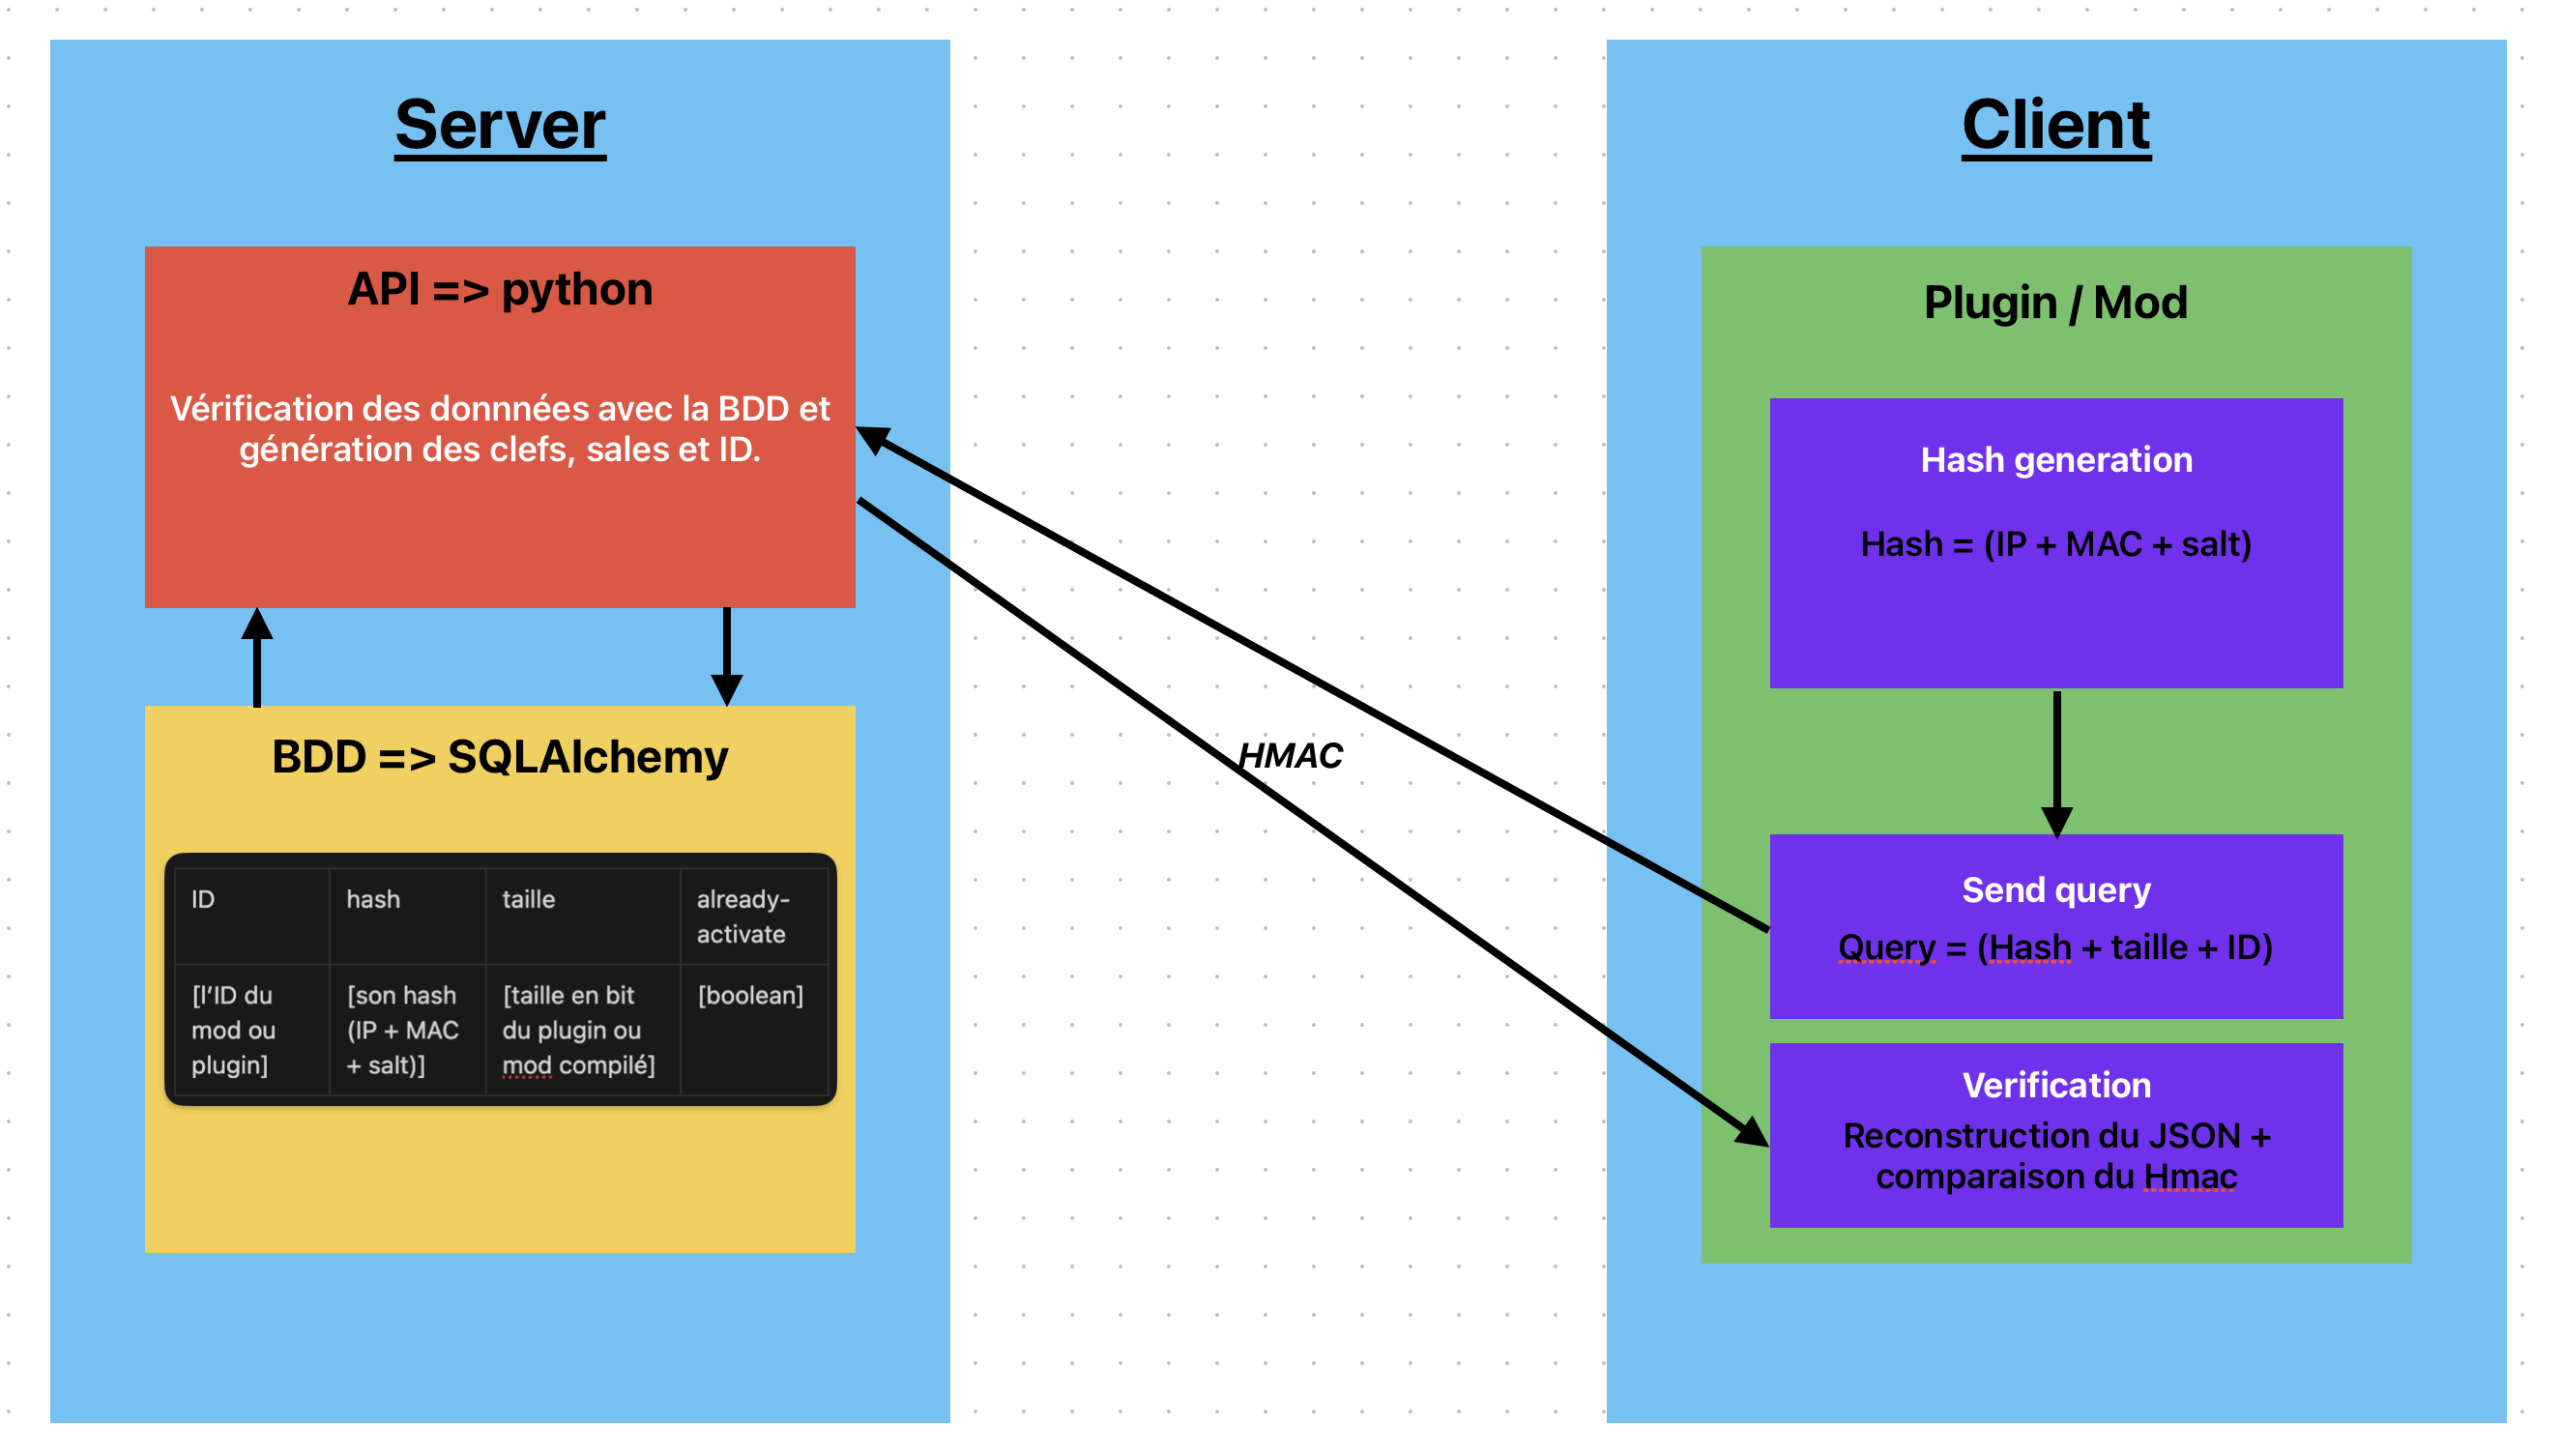 Server
API => python
Vérification des donnnées avec la BDD et
génération des clefs, sales et ID.
BDD => SQLAlchemy
ID
hash
taille
already-
activate
[l’ID du
mod ou
plugin]
[son hash
(IP + MAC
+ salt)]
[taille en bit
du plugin ou
mod compilé]
[boolean]
HMAC
Client
Plugin / Mod
Hash generation
Hash = (IP + MAC + salt)
Send query
Query = (Hash + taille + ID)
Verification
Reconstruction du JSON +
comparaison du Hmac